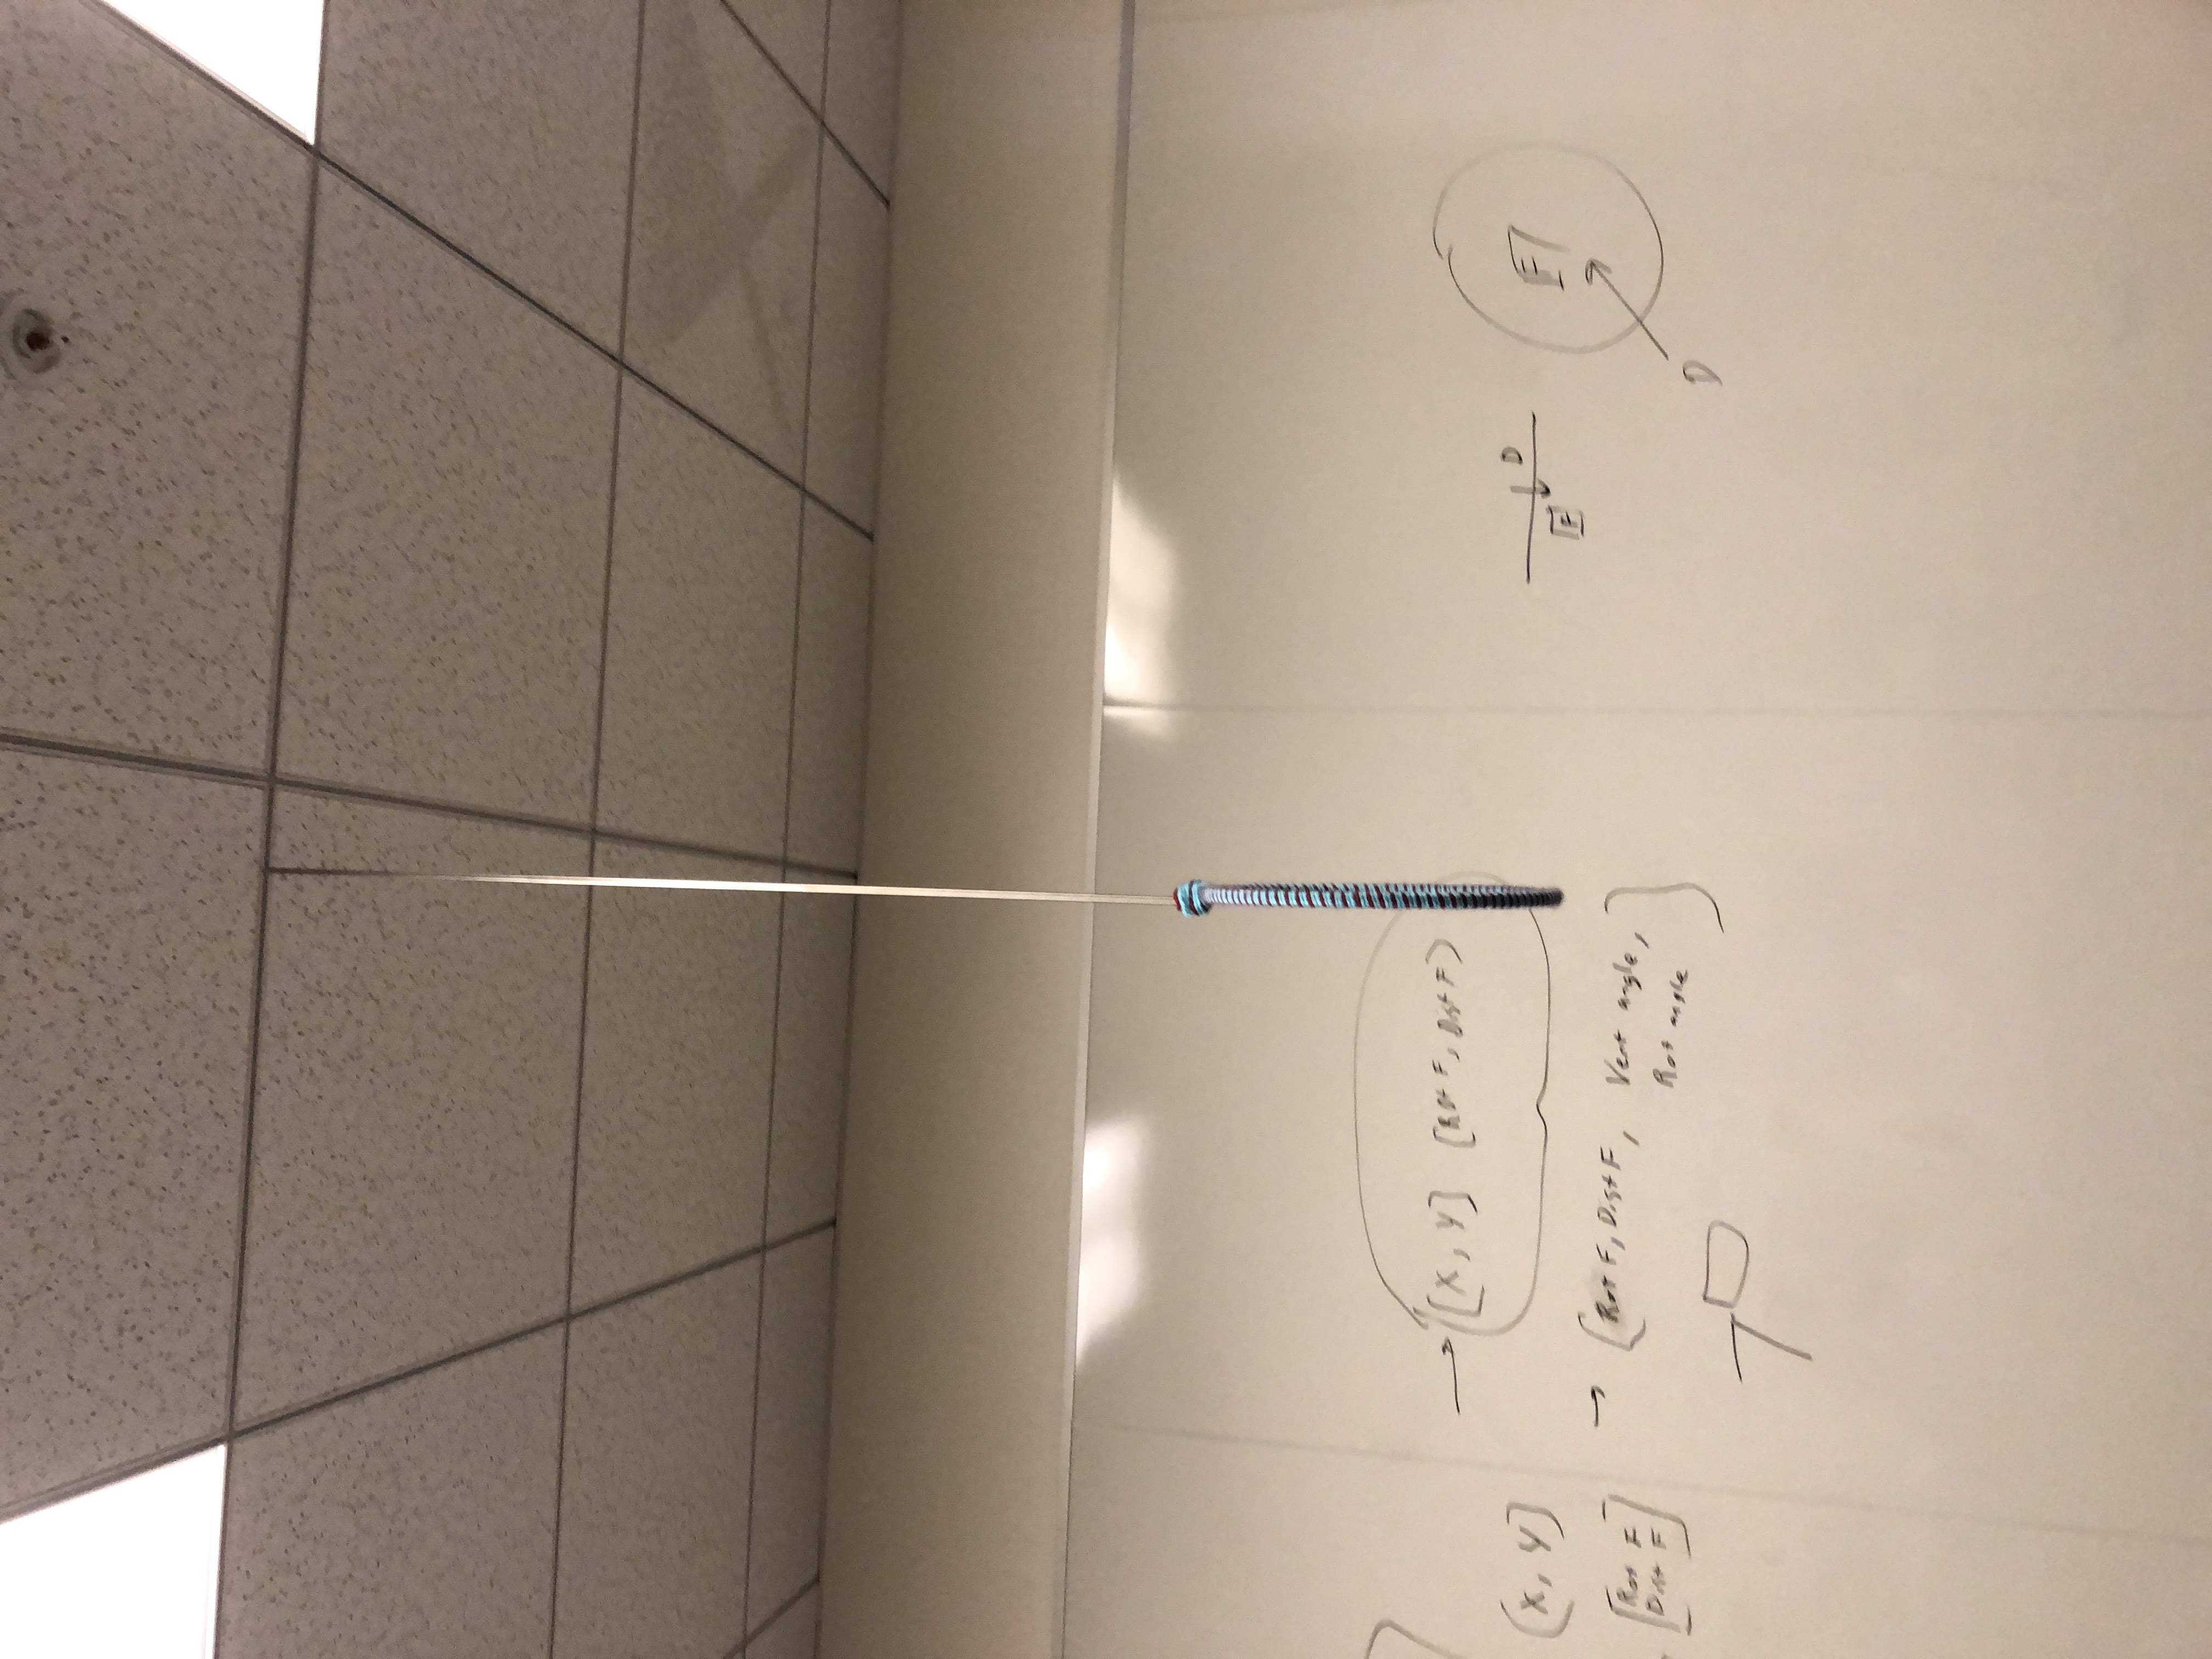 → [X, Y] [Rot F, Dist F)
(X, Y]
[Rot F
Dist F]
→ [Rot F, Dist F, Vert angle,
Rot angle]
D
F
F
D